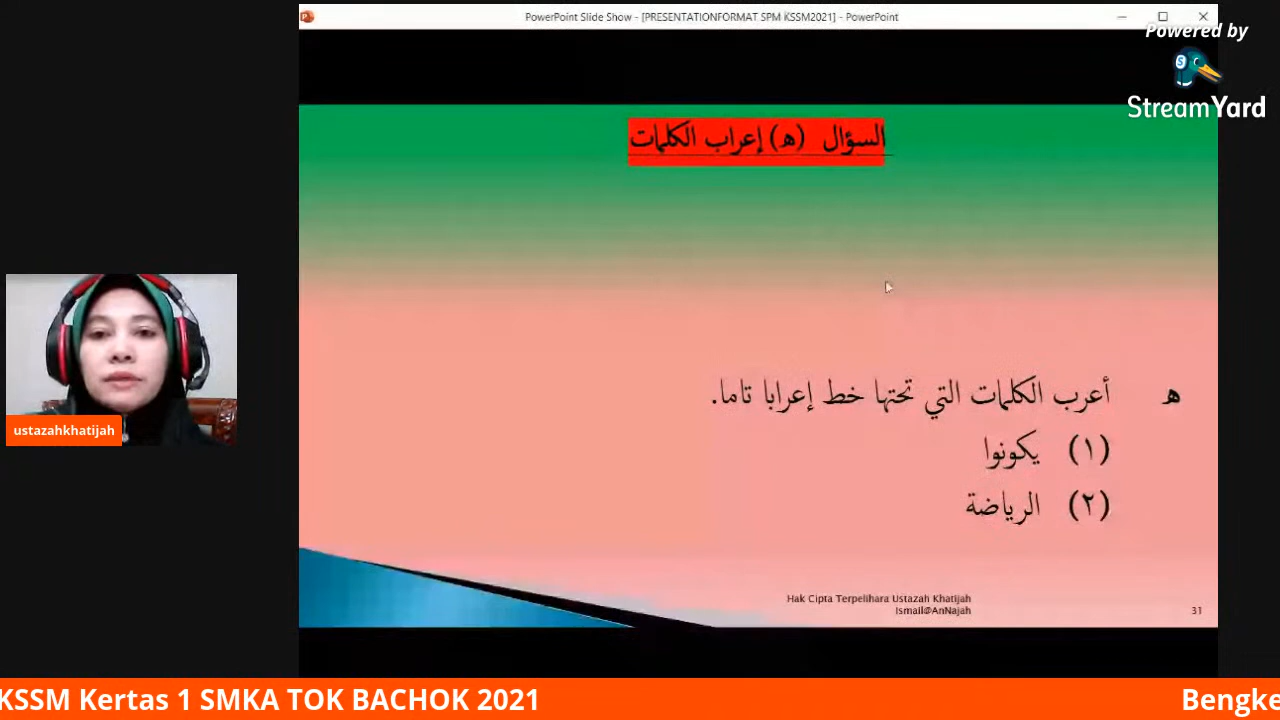 PowerPoint Slide Show - [PRESENTATIONFORMAT SPM KSSM2021] - PowerPoint
Powered by
StreamYard
السؤال (ه) إعراب الكلمات
ه أعرب الكلمات التي تحتها خط إعرابا تاما.
(١) يكونوا
(٢) الرياضة
ustazahkhatijah
Hak Cipta Terpelihara Ustazah Khatijah
Ismail@AnNajah
31
KSSM Kertas 1 SMKA TOK BACHOK 2021
Bengke